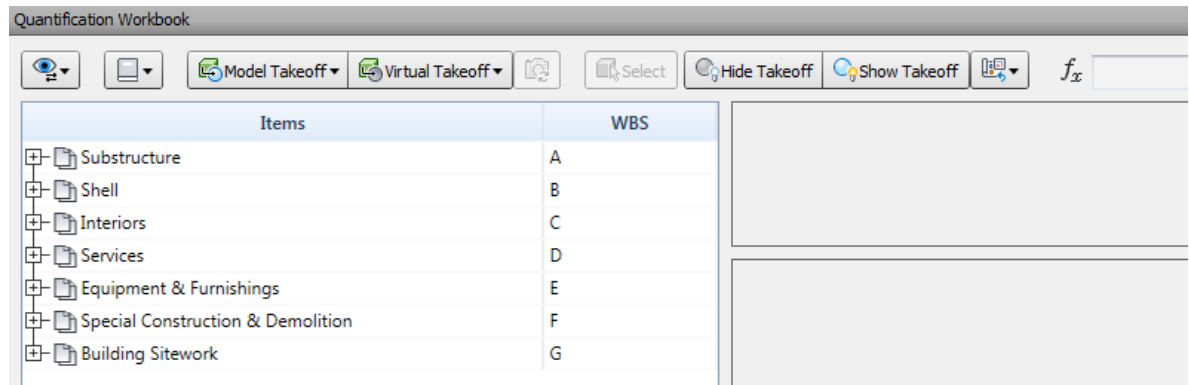 Quantification Workbook
Model Takeoff Virtual Takeoff Select Hide Takeoff Show Takeoff fx
Items WBS
Substructure A
Shell B
Interiors C
Services D
Equipment & Furnishings E
Special Construction & Demolition F
Building Sitework G